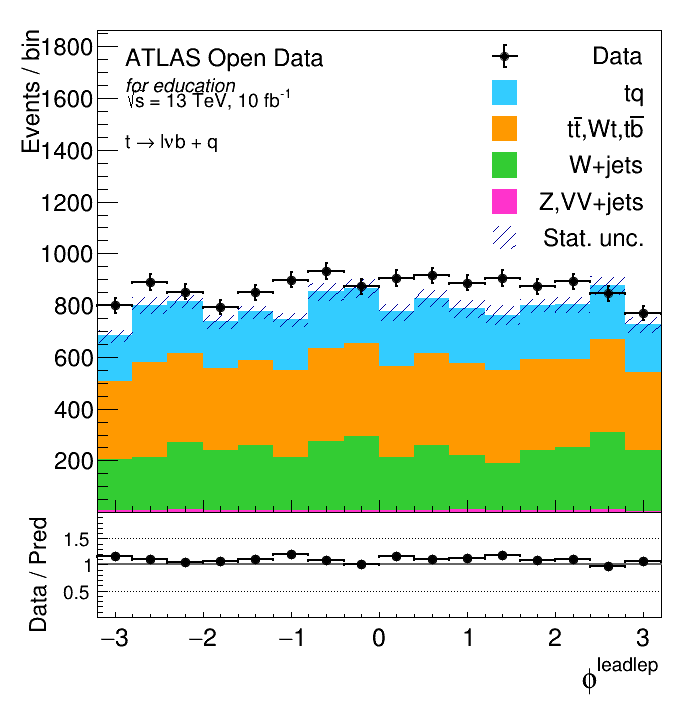 Events / bin
1800
1600
1400
1200
1000
800
600
400
200
ATLAS Open Data
for education
√s = 13 TeV, 10 fb⁻¹
t → lνb + q
Data
tq
tt̄,Wt,tb̄
W+jets
Z,VV+jets
Stat. unc.
Data / Pred
1.5
1
0.5
−3 −2 −1 0 1 2 3
ϕ^leadlep